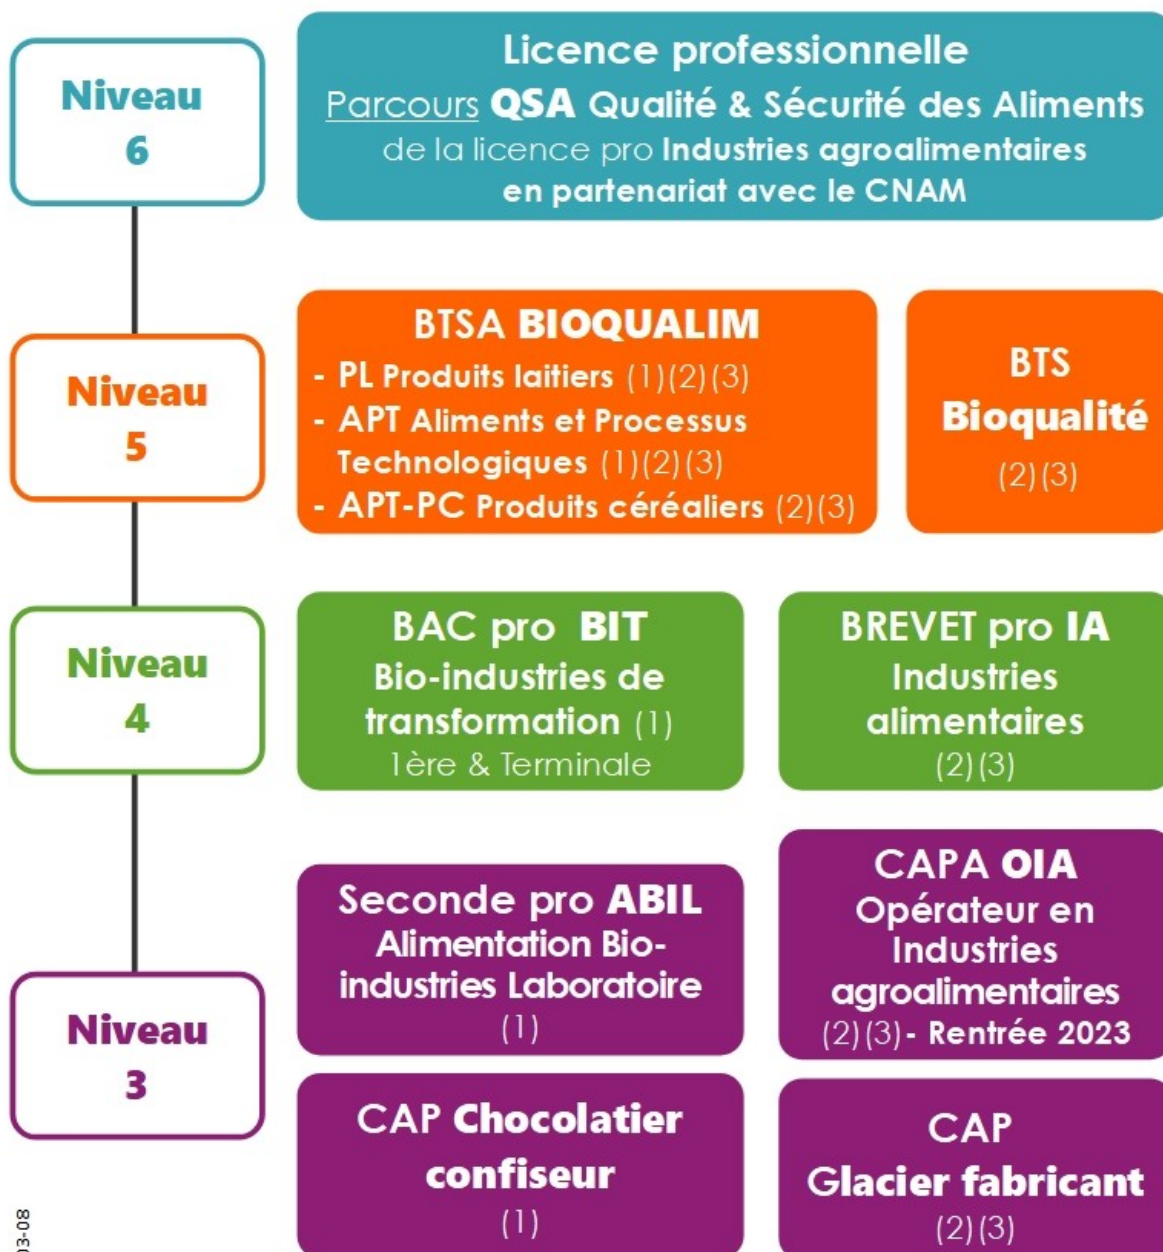 Niveau
6
Licence professionnelle
Parcours QSA Qualité & Sécurité des Aliments
de la licence pro Industries agroalimentaires
en partenariat avec le CNAM
Niveau
5
BTSA BIOQUALIM
- PL Produits laitiers (1)(2)(3)
- APT Aliments et Processus
Technologiques (1)(2)(3)
- APT-PC Produits céréaliers (2)(3)
BTS
Bioqualité
(2)(3)
Niveau
4
BAC pro BIT
Bio-industries de
transformation (1)
1ère & Terminale
BREVET pro IA
Industries
alimentaires
(2)(3)
Niveau
3
Seconde pro ABIL
Alimentation Bio-
industries Laboratoire
(1)
CAPA OIA
Opérateur en
Industries
agroalimentaires
(2)(3)- Rentrée 2023
CAP Chocolatier
confiseur
(1)
CAP
Glacier fabricant
(2)(3)
03-08